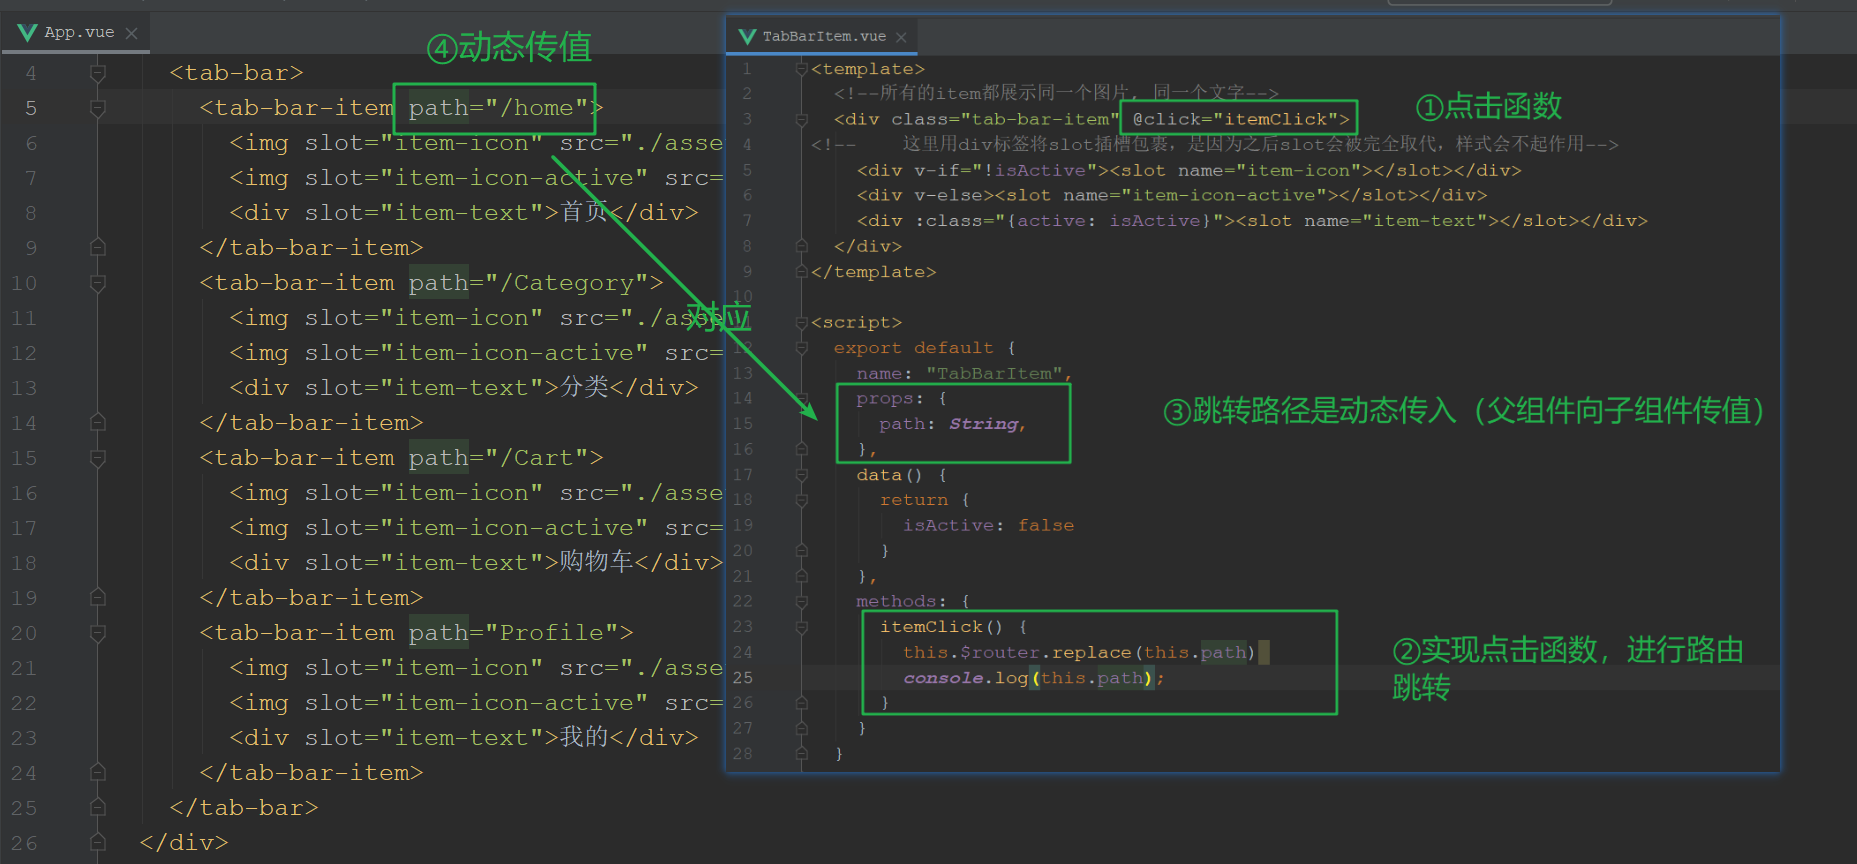 App.vue
④动态传值
4 <tab-bar>
5 <tab-bar-item path="/home">
6 <img slot="item-icon" src="./asse
7 <img slot="item-icon-active" src=
8 <div slot="item-text">首页</div>
9 </tab-bar-item>
10 <tab-bar-item path="/Category">
11 <img slot="item-icon" src="./asse
12 <img slot="item-icon-active" src=
13 <div slot="item-text">分类</div>
14 </tab-bar-item>
15 <tab-bar-item path="/Cart">
16 <img slot="item-icon" src="./asse
17 <img slot="item-icon-active" src=
18 <div slot="item-text">购物车</div>
19 </tab-bar-item>
20 <tab-bar-item path="Profile">
21 <img slot="item-icon" src="./asse
22 <img slot="item-icon-active" src=
23 <div slot="item-text">我的</div>
24 </tab-bar-item>
25 </tab-bar>
26 </div>
对应
TabBarItem.vue
1 <template>
2 <!--所有的item都展示同一个图片, 同一个文字-->
3 <div class="tab-bar-item" @click="itemClick">
①点击函数
4 <!-- 这里用div标签将slot插槽包裹，是因为之后slot会被完全取代，样式会不起作用-->
5 <div v-if="!isActive"><slot name="item-icon"></slot></div>
6 <div v-else><slot name="item-icon-active"></slot></div>
7 <div :class="{active: isActive}"><slot name="item-text"></slot></div>
8 </div>
9 </template>
10
11 <script>
12 export default {
13 name: "TabBarItem",
14 props: {
15 path: String,
16 },
③跳转路径是动态传入（父组件向子组件传值）
17 data() {
18 return {
19 isActive: false
20 }
21 },
22 methods: {
23 itemClick() {
24 this.$router.replace(this.path)
25 console.log(this.path);
26 }
27 }
28 }
②实现点击函数，进行路由
跳转